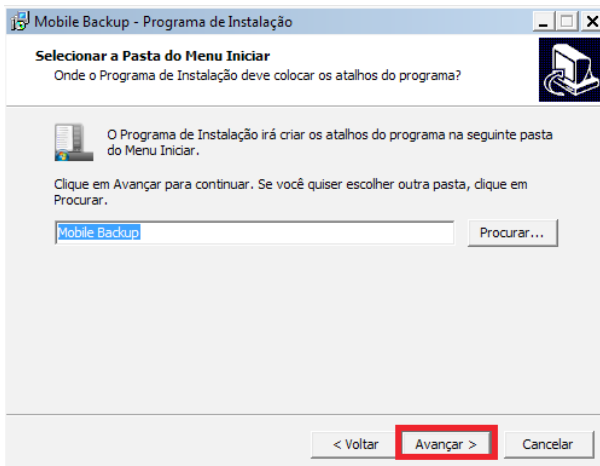 Mobile Backup - Programa de Instalação
Selecionar a Pasta do Menu Iniciar
Onde o Programa de Instalação deve colocar os atalhos do programa?
O Programa de Instalação irá criar os atalhos do programa na seguinte pasta
do Menu Iniciar.
Clique em Avançar para continuar. Se você quiser escolher outra pasta, clique em
Procurar.
Mobile Backup
Procurar...
< Voltar
Avançar >
Cancelar